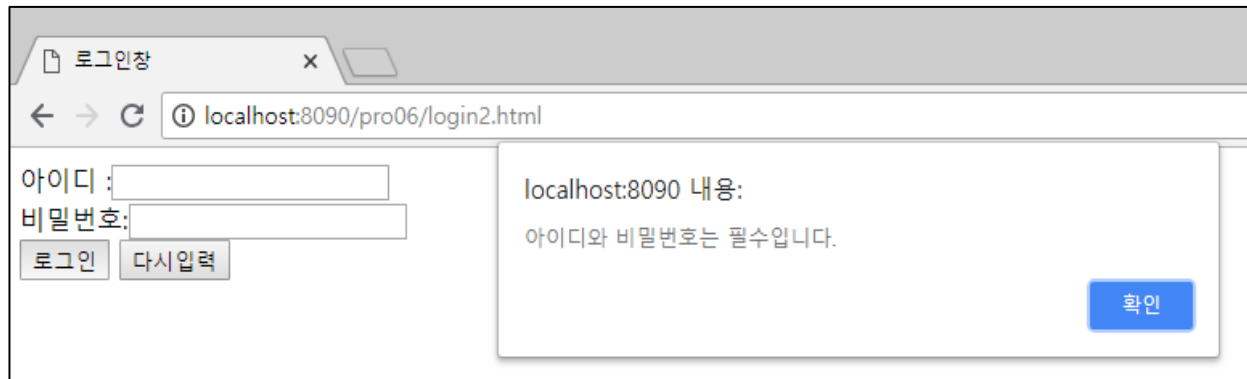 로그인창
localhost:8090/pro06/login2.html
아이디 :
비밀번호:
로그인 다시입력
localhost:8090 내용:
아이디와 비밀번호는 필수입니다.
확인